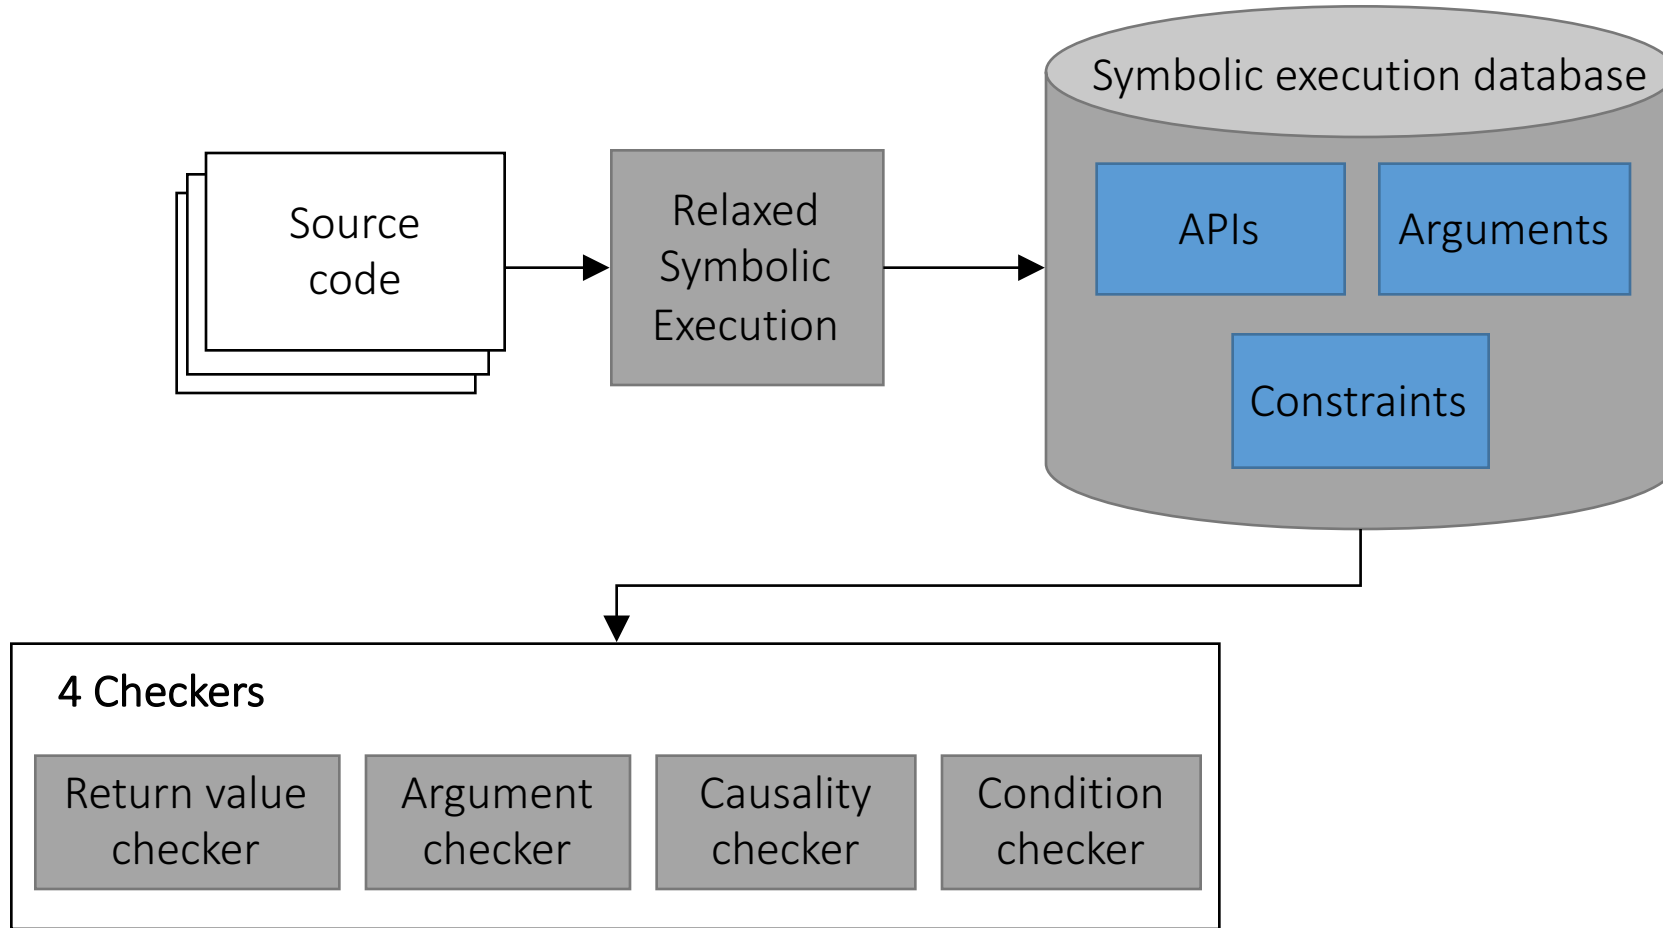 Symbolic execution database
Source
code
Relaxed
Symbolic
Execution
APIs
Arguments
Constraints
4 Checkers
Return value
checker
Argument
checker
Causality
checker
Condition
checker